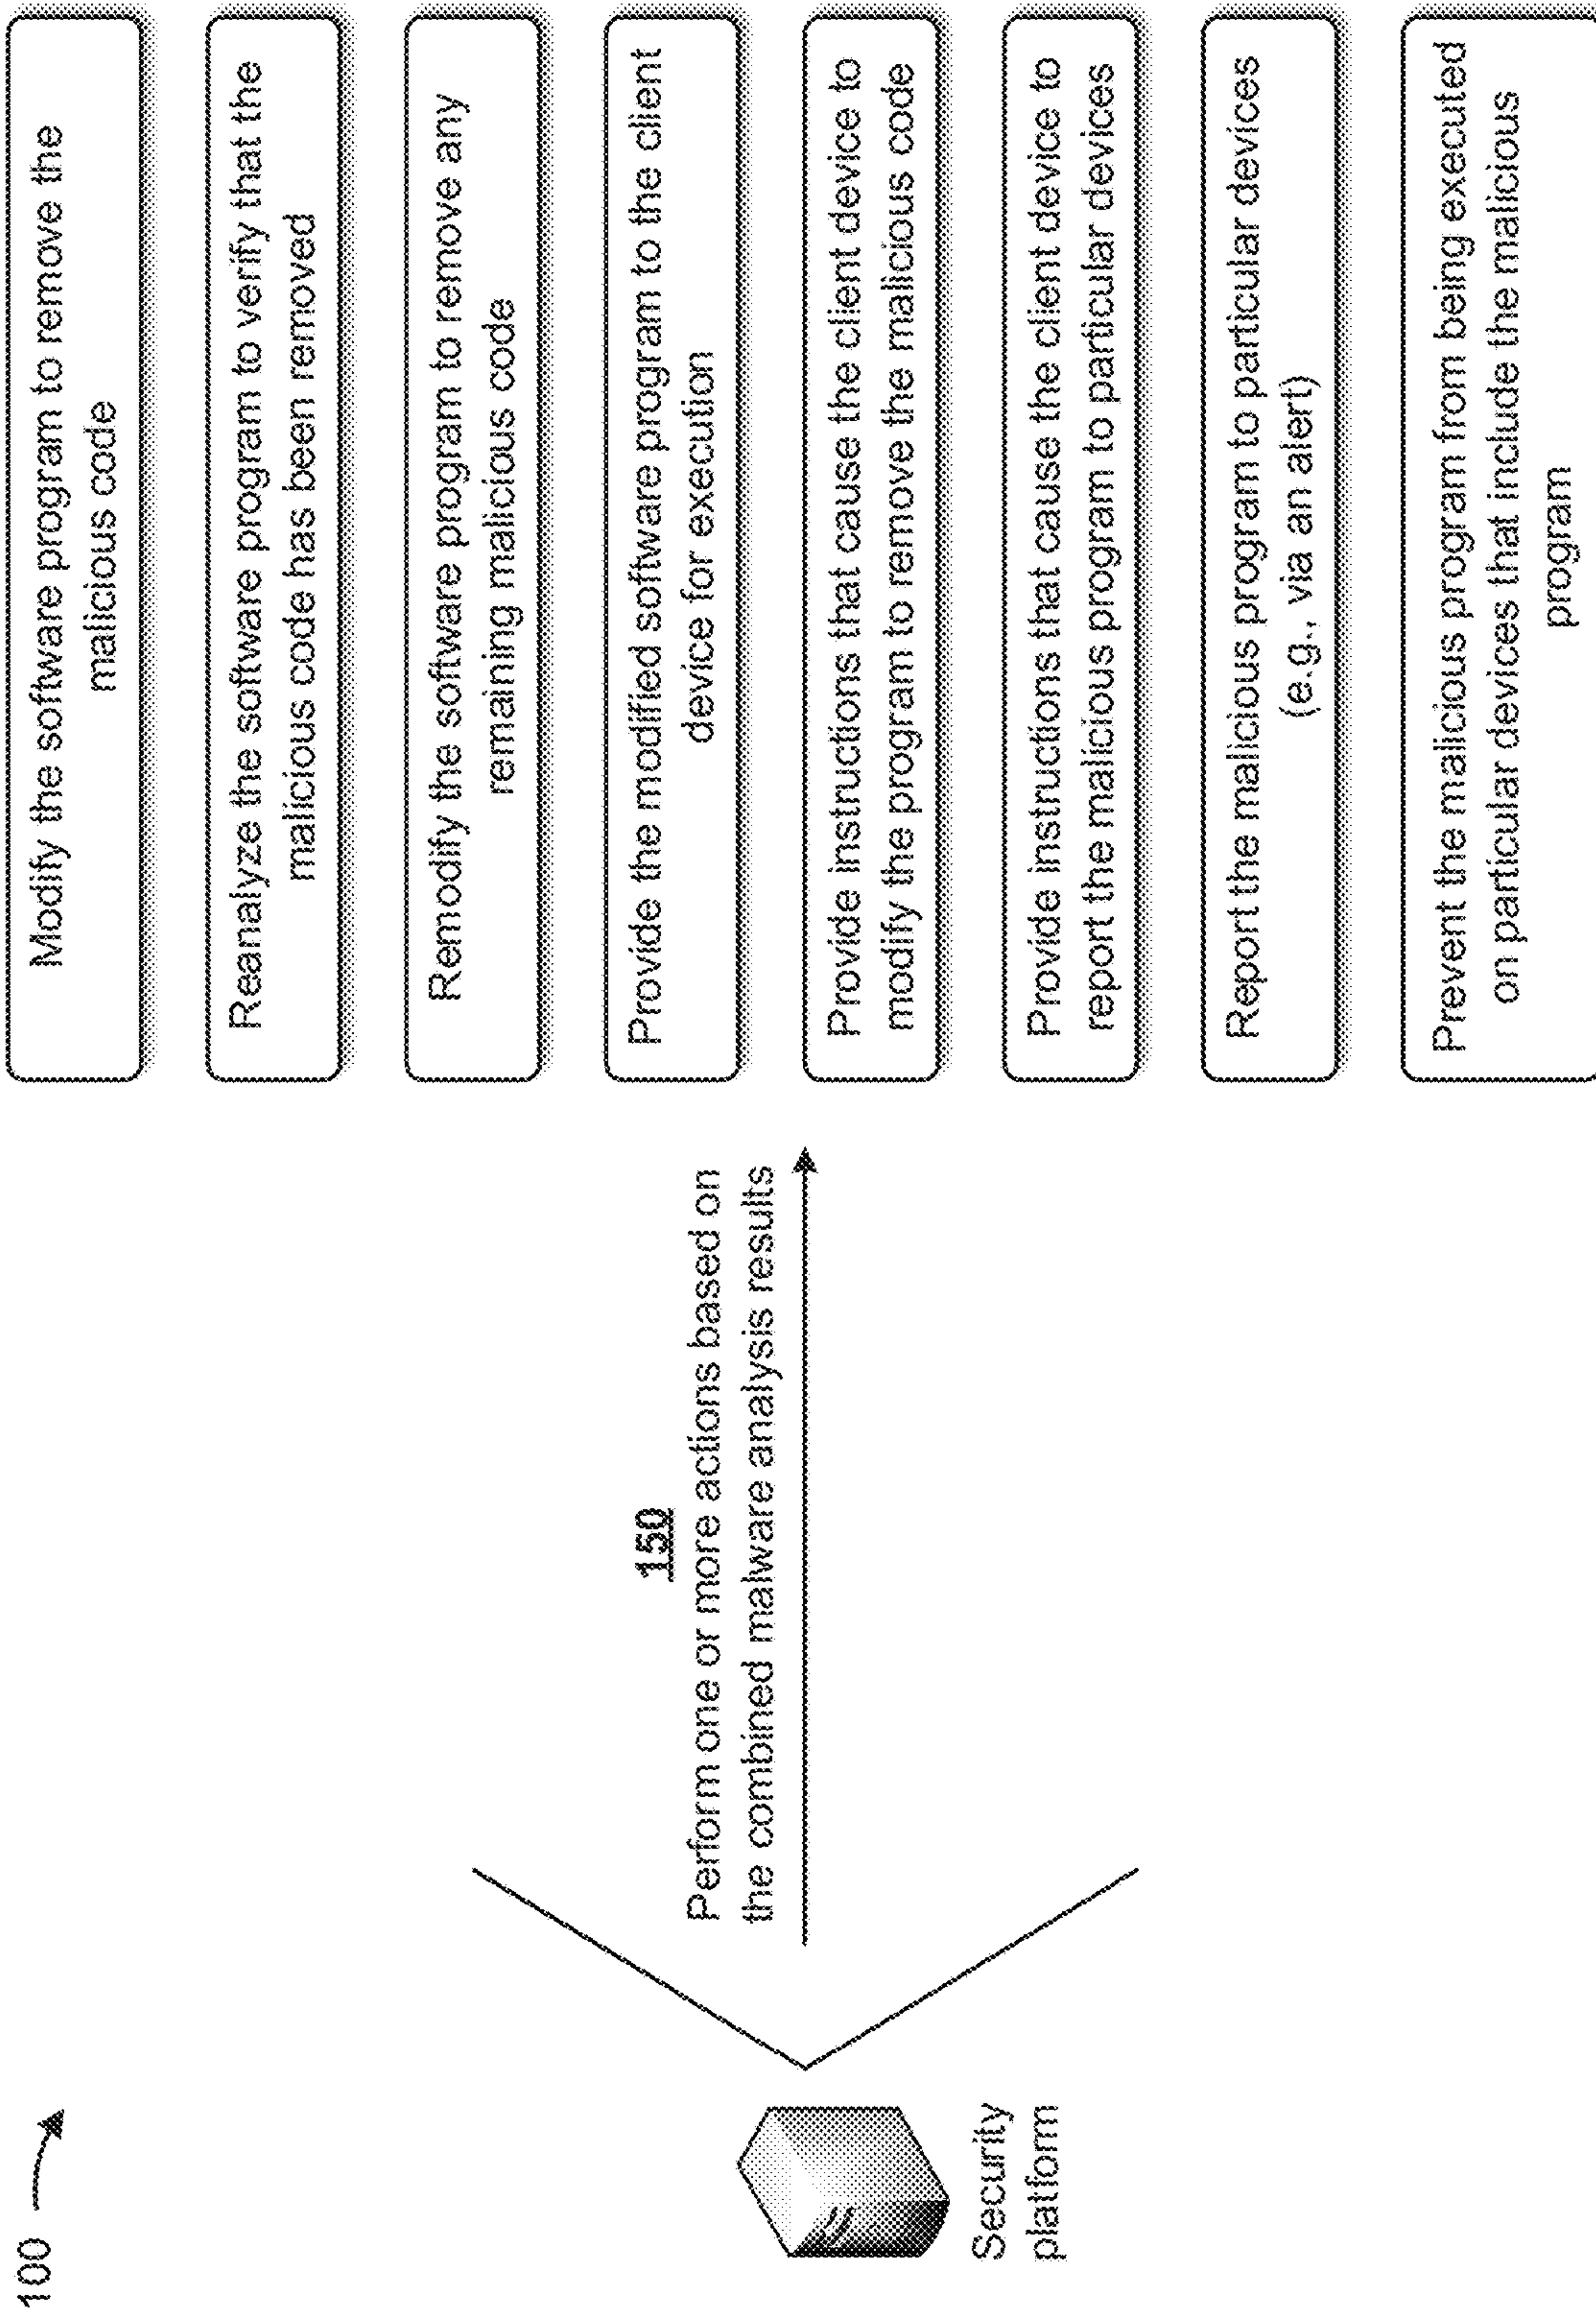 100
Security
platform
150
Perform one or more actions based on
the combined malware analysis results
Modify the software program to remove the
malicious code
Reanalyze the software program to verify that the
malicious code has been removed
Remodify the software program to remove any
remaining malicious code
Provide the modified software program to the client
device for execution
Provide instructions that cause the client device to
modify the program to remove the malicious code
Provide instructions that cause the client device to
report the malicious program to particular devices
Report the malicious program to particular devices
(e.g., via an alert)
Prevent the malicious program from being executed
on particular devices that include the malicious
program